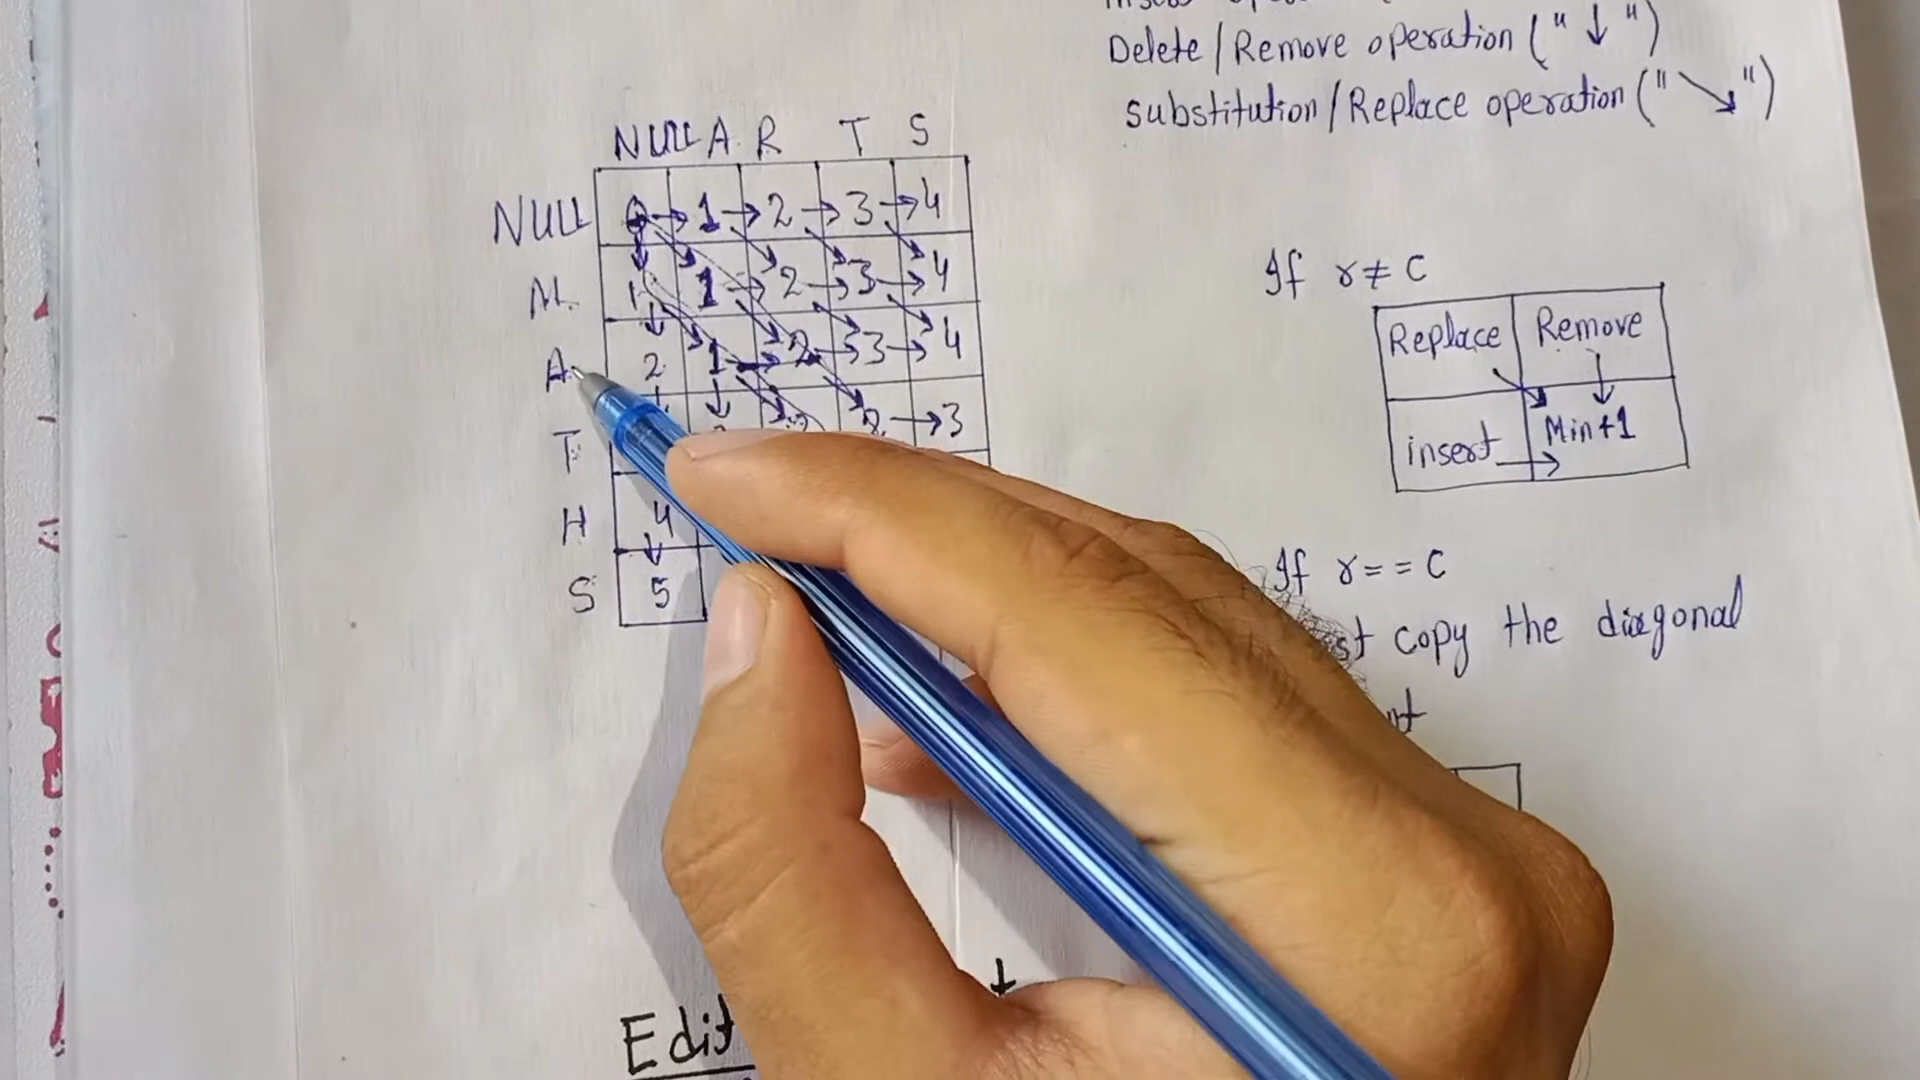 Delete/Remove operation ("↓")
Substitution/Replace operation ("↘")
NULL A R T S
NULL 0 → 1 → 2 → 3 → 4
M 1 1 → 2 → 3 → 4
A 2 1 → 2 → 3 → 4
T 2 → 3
H 4
S 5
If r ≠ c
Replace Remove
insert → Min+1
If r == c
copy the diagonal
Edit